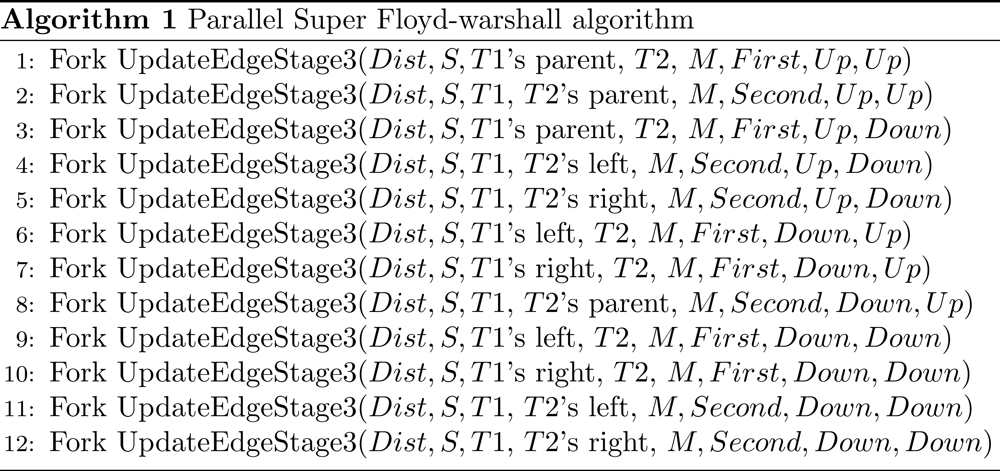 Algorithm 1 Parallel Super Floyd-warshall algorithm
1: Fork UpdateEdgeStage3(Dist, S, T1's parent, T2, M, First, Up, Up)
2: Fork UpdateEdgeStage3(Dist, S, T1, T2's parent, M, Second, Up, Up)
3: Fork UpdateEdgeStage3(Dist, S, T1's parent, T2, M, First, Up, Down)
4: Fork UpdateEdgeStage3(Dist, S, T1, T2's left, M, Second, Up, Down)
5: Fork UpdateEdgeStage3(Dist, S, T1, T2's right, M, Second, Up, Down)
6: Fork UpdateEdgeStage3(Dist, S, T1's left, T2, M, First, Down, Up)
7: Fork UpdateEdgeStage3(Dist, S, T1's right, T2, M, First, Down, Up)
8: Fork UpdateEdgeStage3(Dist, S, T1, T2's parent, M, Second, Down, Up)
9: Fork UpdateEdgeStage3(Dist, S, T1's left, T2, M, First, Down, Down)
10: Fork UpdateEdgeStage3(Dist, S, T1's right, T2, M, First, Down, Down)
11: Fork UpdateEdgeStage3(Dist, S, T1, T2's left, M, Second, Down, Down)
12: Fork UpdateEdgeStage3(Dist, S, T1, T2's right, M, Second, Down, Down)